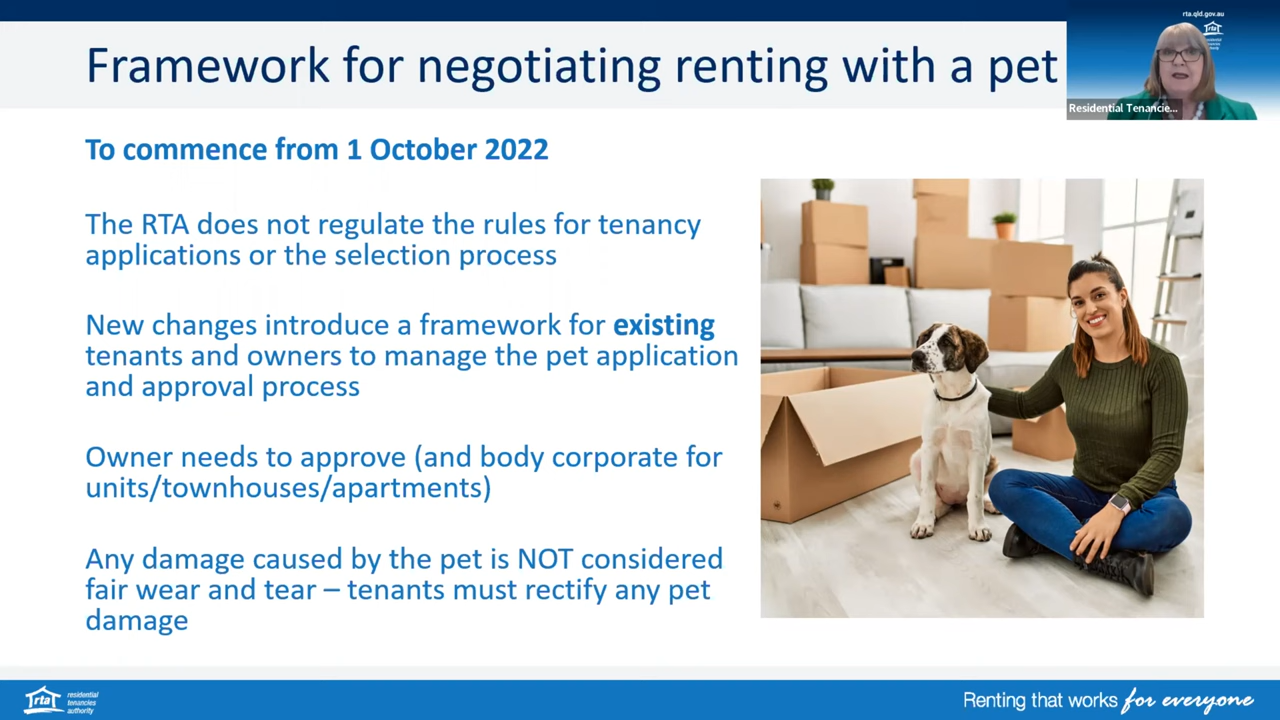 rta.qld.gov.au
rta
Framework for negotiating renting with a pet
Residential Tenancie...
To commence from 1 October 2022
The RTA does not regulate the rules for tenancy
applications or the selection process
New changes introduce a framework for existing
tenants and owners to manage the pet application
and approval process
Owner needs to approve (and body corporate for
units/townhouses/apartments)
Any damage caused by the pet is NOT considered
fair wear and tear – tenants must rectify any pet
damage
rta
residential
tenancies
authority
Renting that works for everyone